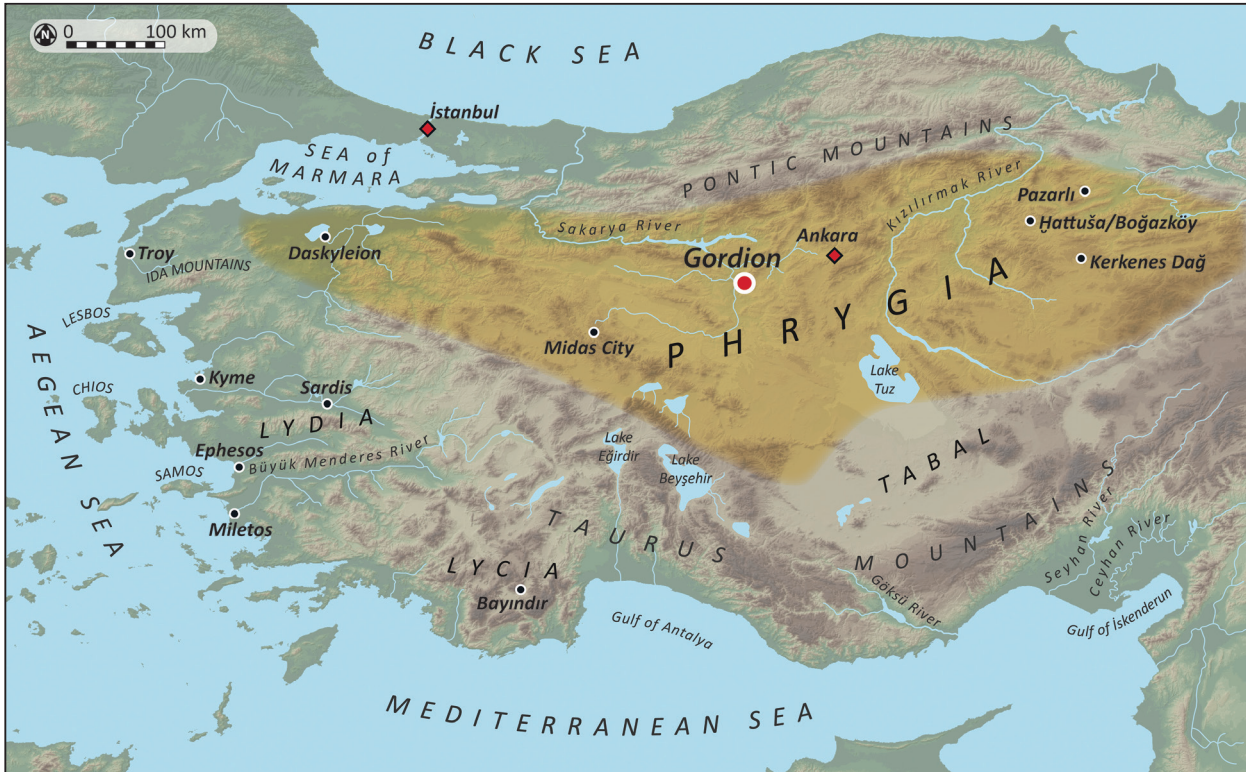 N
0 100 km
BLACK SEA
İstanbul
SEA of
MARMARA
PONTIC MOUNTAINS
Kızılırmak River
Pazarlı
Ḫattuša/Boğazköy
Kerkenes Dağ
Sakarya River
Ankara
Gordion
Daskyleion
Troy
IDA MOUNTAINS
LESBOS
AEGEAN SEA
PHRYGIA
Midas City
Lake
Tuz
CHIOS
Kyme
Sardis
LYDIA
Ephesos
Büyük Menderes River
SAMOS
Miletos
Lake
Eğirdir
Lake
Beyşehir
TABAL
TAURUS
MOUNTAINS
Seyhan River
Ceyhan River
LYCIA
Bayındır
Göksü River
Gulf of Antalya
Gulf of İskenderun
MEDITERRANEAN SEA